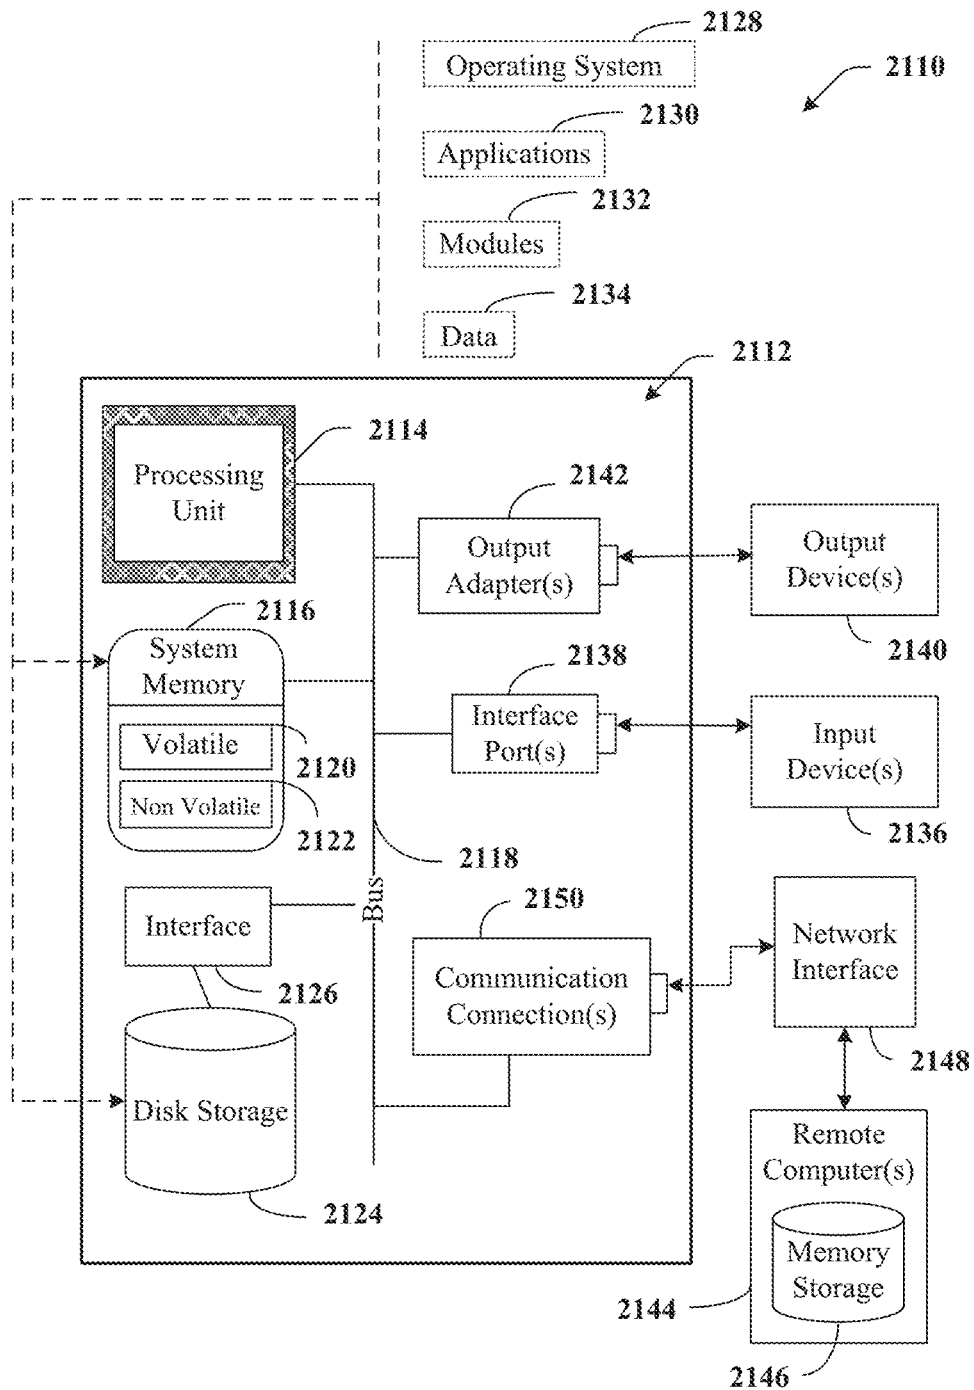 2128
Operating System
2110
2130
Applications
2132
Modules
2134
Data
2112
2114
Processing
Unit
2142
Output
Adapter(s)
Output
Device(s)
2140
2116
System
Memory
Volatile
2120
Non Volatile
2122
2138
Interface
Port(s)
Input
Device(s)
2136
2118
Bus
Interface
2126
2150
Communication
Connection(s)
Network
Interface
2148
Disk Storage
2124
Remote
Computer(s)
Memory
Storage
2144
2146